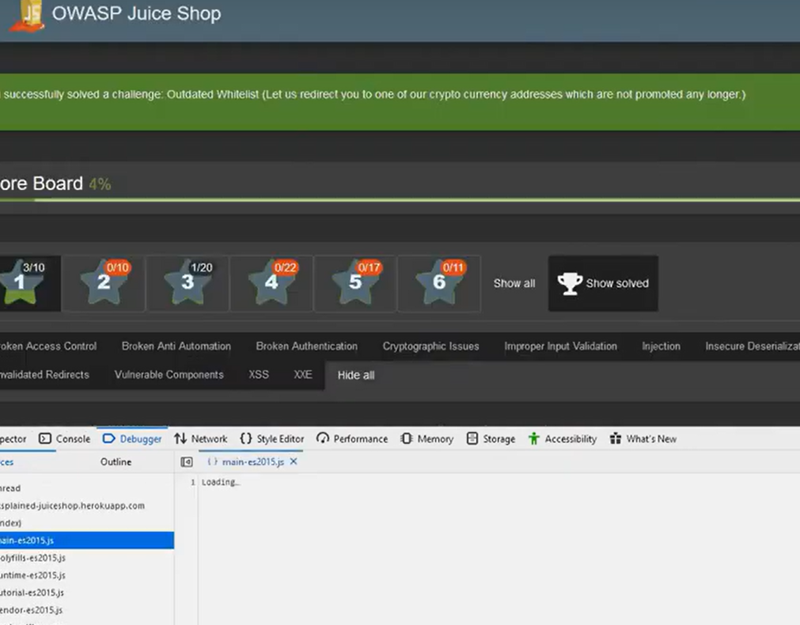 JS OWASP Juice Shop
successfully solved a challenge: Outdated Whitelist (Let us redirect you to one of our crypto currency addresses which are not promoted any longer.)
ore Board 4%
3/10 0/10 1/20 0/22 0/17 0/11
1 2 3 4 5 6 Show all Show solved
oken Access Control Broken Anti Automation Broken Authentication Cryptographic Issues Improper Input Validation Injection Insecure Deserializat
nvalidated Redirects Vulnerable Components XSS XXE Hide all
pector Console Debugger Network {} Style Editor Performance Memory Storage Accessibility What's New
ces Outline {} main-es2015.js ×
1 Loading…
hread
splained-juiceshop.herokuapp.com
ndex)
ain-es2015.js
olyfills-es2015.js
untime-es2015.js
utorial-es2015.js
endor-es2015.js